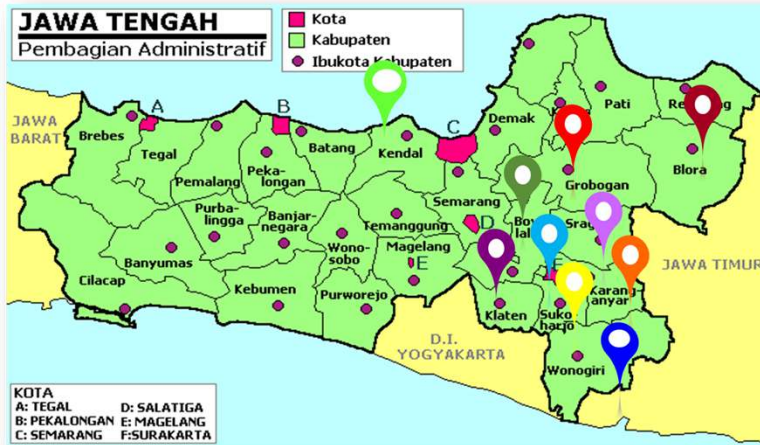 JAWA TENGAH
Pembagian Administratif
Kota
Kabupaten
Ibukota Kabupaten
JAWA
BARAT
A
B
C
Brebes
Tegal
Pemalang
Peka-
longan
Batang
Kendal
Demak
Pati
Blora
Grobogan
Semarang
Purba-
lingga
Banjar-
negara
Temanggung
Wono-
sobo
Magelang
D
E
Banyumas
Cilacap
Kebumen
Purworejo
Klaten
Suko
harjo
Karang
anyar
Wonogiri
JAWA TIMUR
D.I.
YOGYAKARTA
KOTA
A: TEGAL
B: PEKALONGAN
C: SEMARANG
D: SALATIGA
E: MAGELANG
F:SURAKARTA